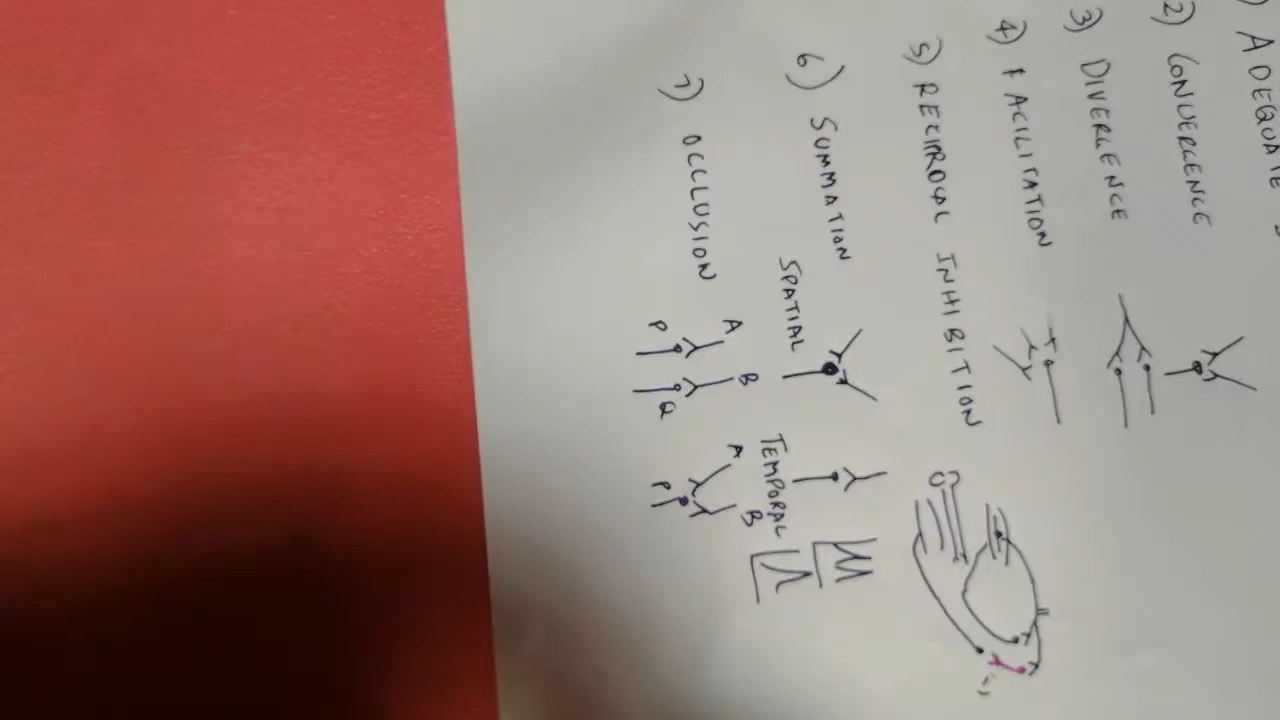 ) ADEQUATE
2) CONVERGENCE
3) DIVERGENCE
4) FACILITATION
5) RECIPROCAL INHIBITION
6) SUMMATION
SPATIAL
TEMPORAL
7) OCCLUSION
A B A B
P Q P